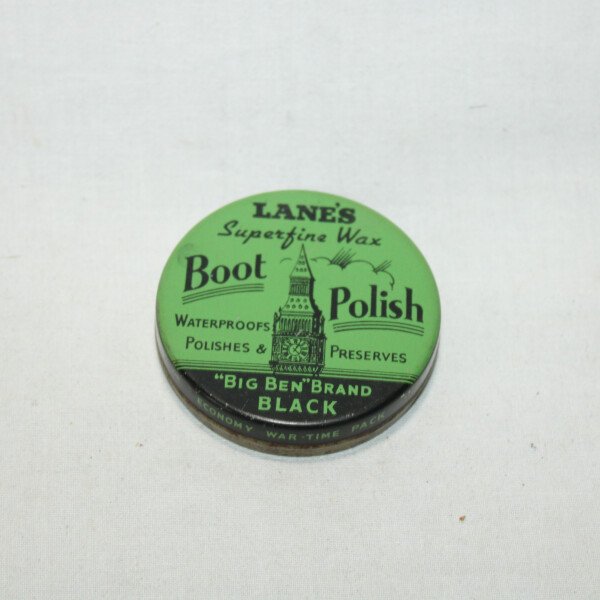 LANE'S
Superfine Wax
Boot
Polish
WATERPROOFS
POLISHES & PRESERVES
"BIG BEN" BRAND
BLACK
ECONOMY WAR-TIME PACK